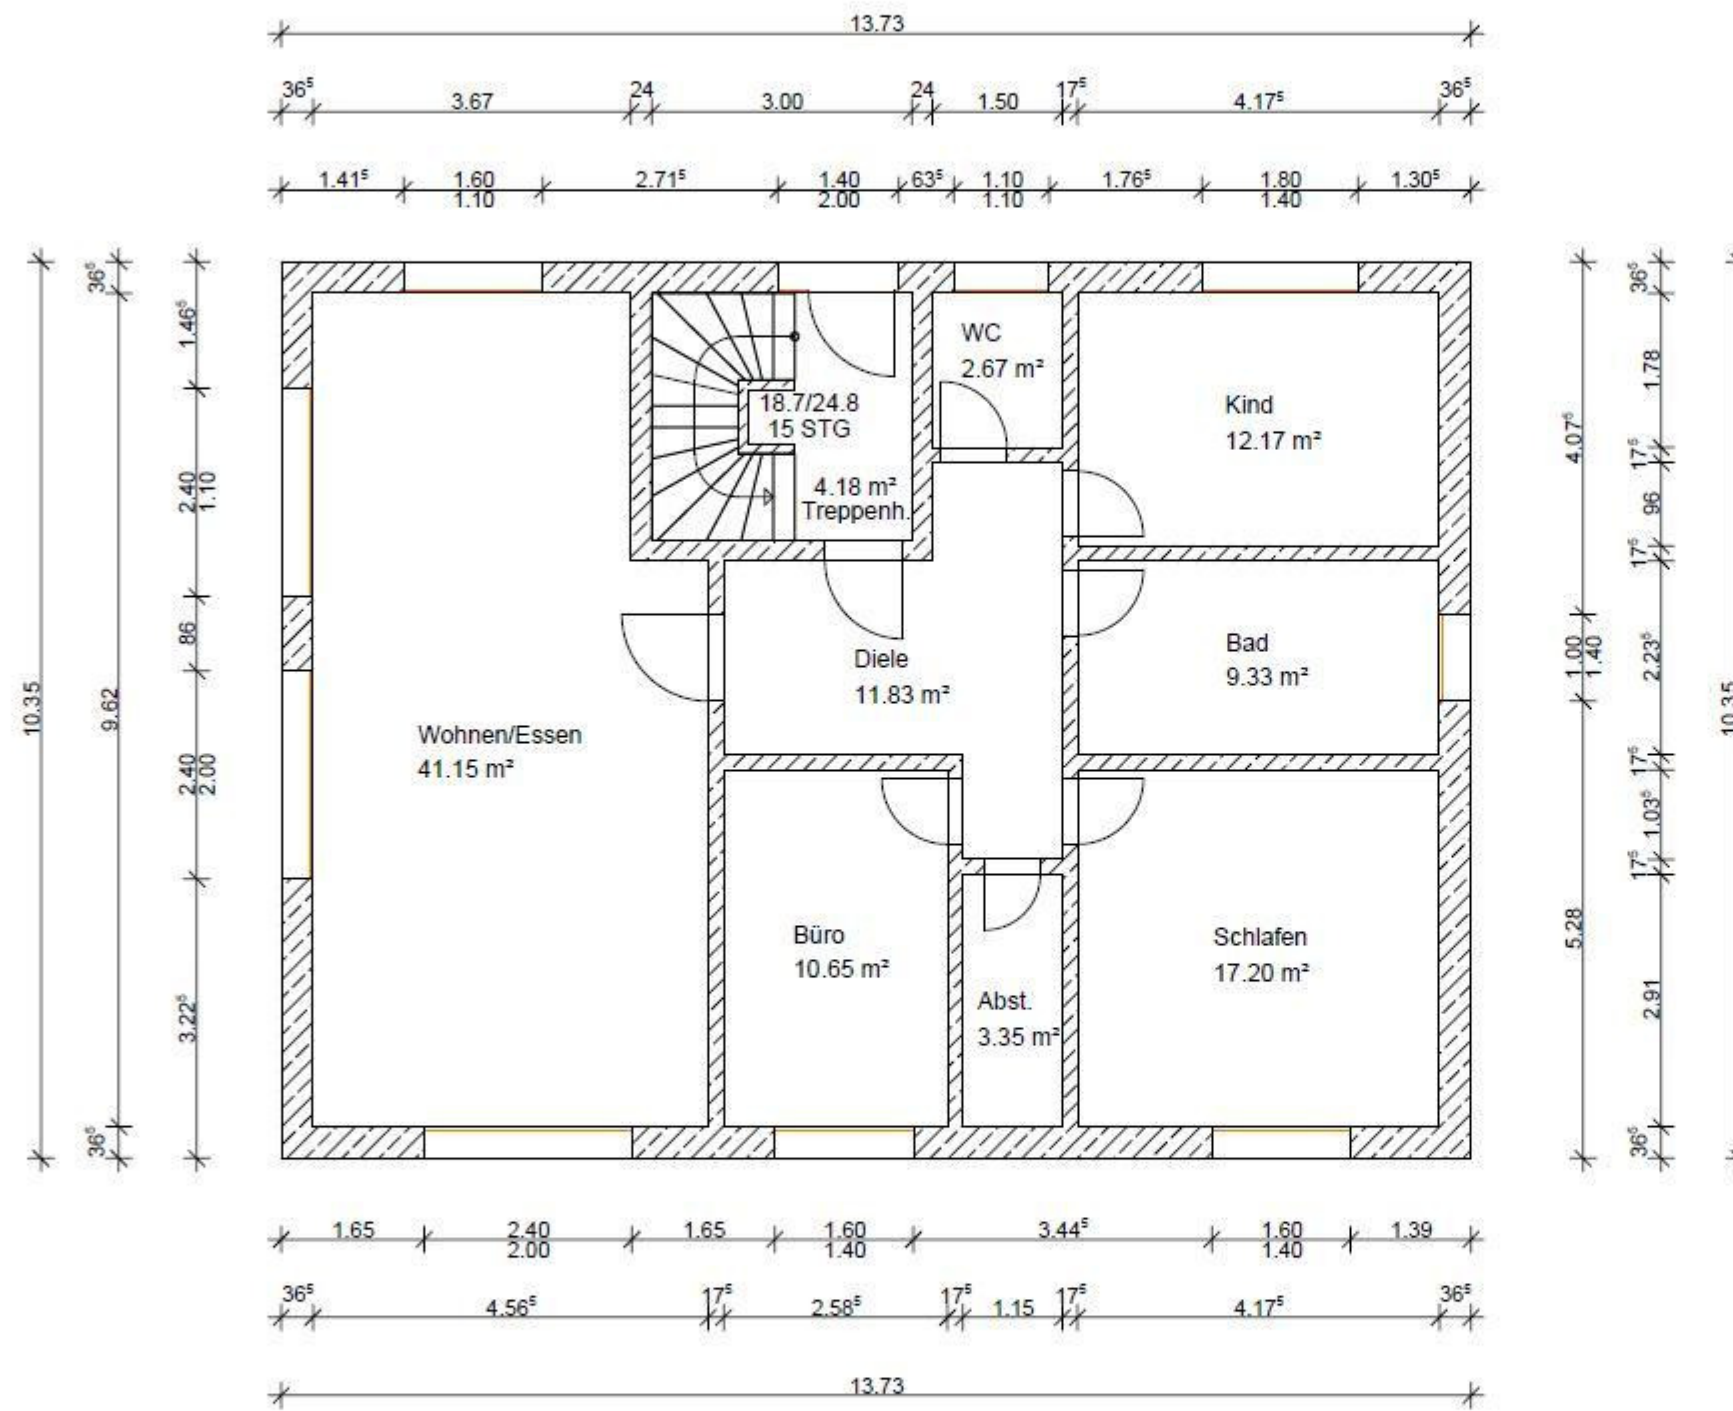 13.73
36⁵ 3.67 24 3.00 24 1.50 17⁵ 4.17⁵ 36⁵
1.41⁵ 1.60 2.71⁵ 1.40 63⁵ 1.10 1.76⁵ 1.80 1.30⁵
1.10 2.00 1.10 1.40
10.35
36⁵ 9.62 36⁵
1.46⁵ 2.40 86 2.40 3.22⁵
1.10 2.00
WC
2.67 m²
Kind
12.17 m²
18.7/24.8
15 STG
4.18 m²
Treppenh.
Diele
11.83 m²
Bad
9.33 m²
Wohnen/Essen
41.15 m²
Büro
10.65 m²
Schlafen
17.20 m²
Abst.
3.35 m²
4.07⁵ 1.00 5.28
1.40
36⁵ 1.78 17⁵ 96 17⁵ 2.23⁵ 17⁵ 1.03⁵ 17⁵ 2.91 36⁵
10.35
1.65 2.40 1.65 1.60 3.44⁵ 1.60 1.39
2.00 1.40 1.40
36⁵ 4.56⁵ 17⁵ 2.58⁵ 17⁵ 1.15 17⁵ 4.17⁵ 36⁵
13.73